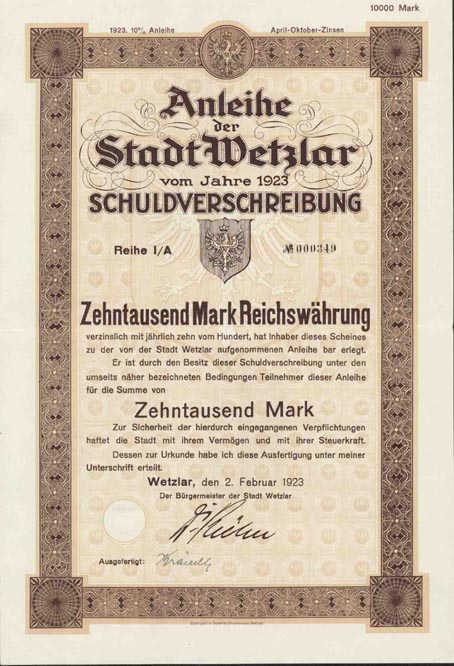 10000 Mark
1923. 10% Anleihe
April-Oktober-Zinsen
Anleihe
der
Stadt Wetzlar
vom Jahre 1923
SCHULDVERSCHREIBUNG
Reihe I/A
№ 000349
Zehntausend Mark Reichswährung
verzinslich mit jährlich zehn vom Hundert, hat Inhaber dieses Scheines
zu der von der Stadt Wetzlar aufgenommenen Anleihe bar erlegt.
Er ist durch den Besitz dieser Schuldverschreibung unter den
umseits näher bezeichneten Bedingungen Teilnehmer dieser Anleihe
für die Summe von
Zehntausend Mark
Zur Sicherheit der hierdurch eingegangenen Verpflichtungen
haftet die Stadt mit ihrem Vermögen und mit ihrer Steuerkraft.
Dessen zur Urkunde habe ich diese Ausfertigung unter meiner
Unterschrift erteilt.
Wetzlar, den 2. Februar 1923
Der Bürgermeister der Stadt Wetzlar
Ausgefertigt: